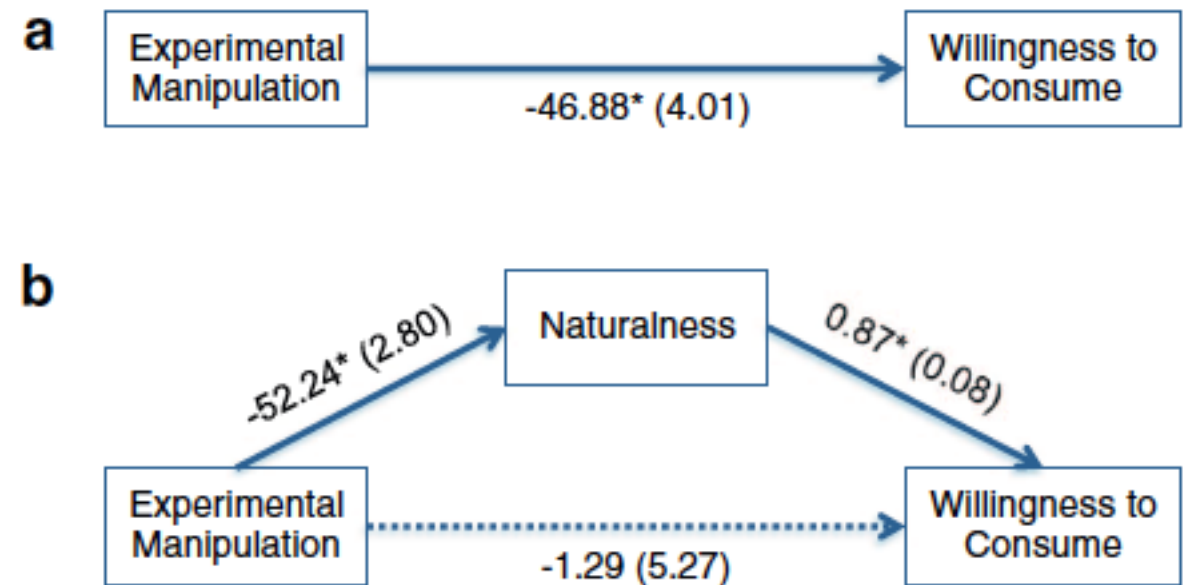 a
Experimental
Manipulation
-46.88* (4.01)
Willingness to
Consume
b
Naturalness
-52.24* (2.80)
0.87* (0.08)
Experimental
Manipulation
-1.29 (5.27)
Willingness to
Consume